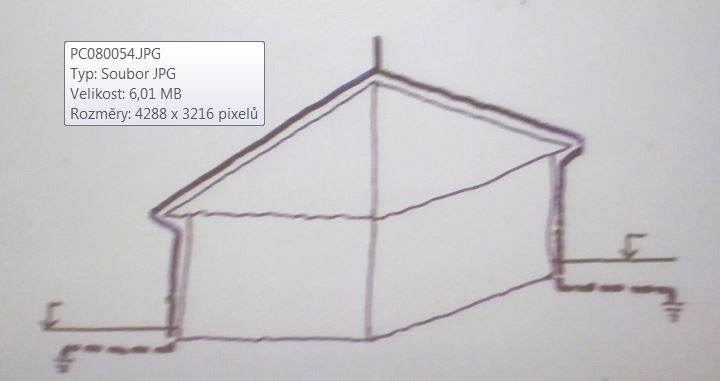 PC080054.JPG
Typ: Soubor JPG
Velikost: 6,01 MB
Rozměry: 4288 x 3216 pixelů